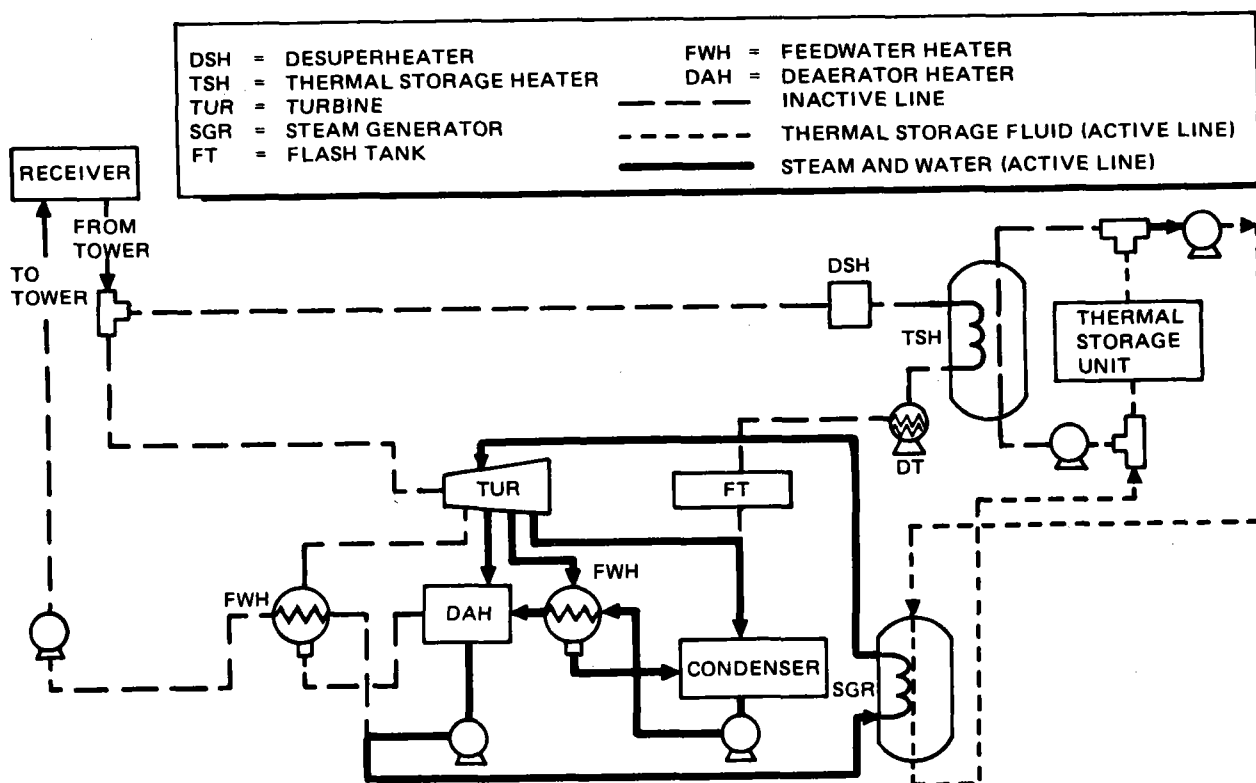 DSH = DESUPERHEATER
TSH = THERMAL STORAGE HEATER
TUR = TURBINE
SGR = STEAM GENERATOR
FT = FLASH TANK
FWH = FEEDWATER HEATER
DAH = DEAERATOR HEATER
INACTIVE LINE
THERMAL STORAGE FLUID (ACTIVE LINE)
STEAM AND WATER (ACTIVE LINE)
RECEIVER
FROM
TOWER
TO
TOWER
DSH
TSH
THERMAL
STORAGE
UNIT
DT
TUR
FT
FWH
FWH
DAH
CONDENSER
SGR